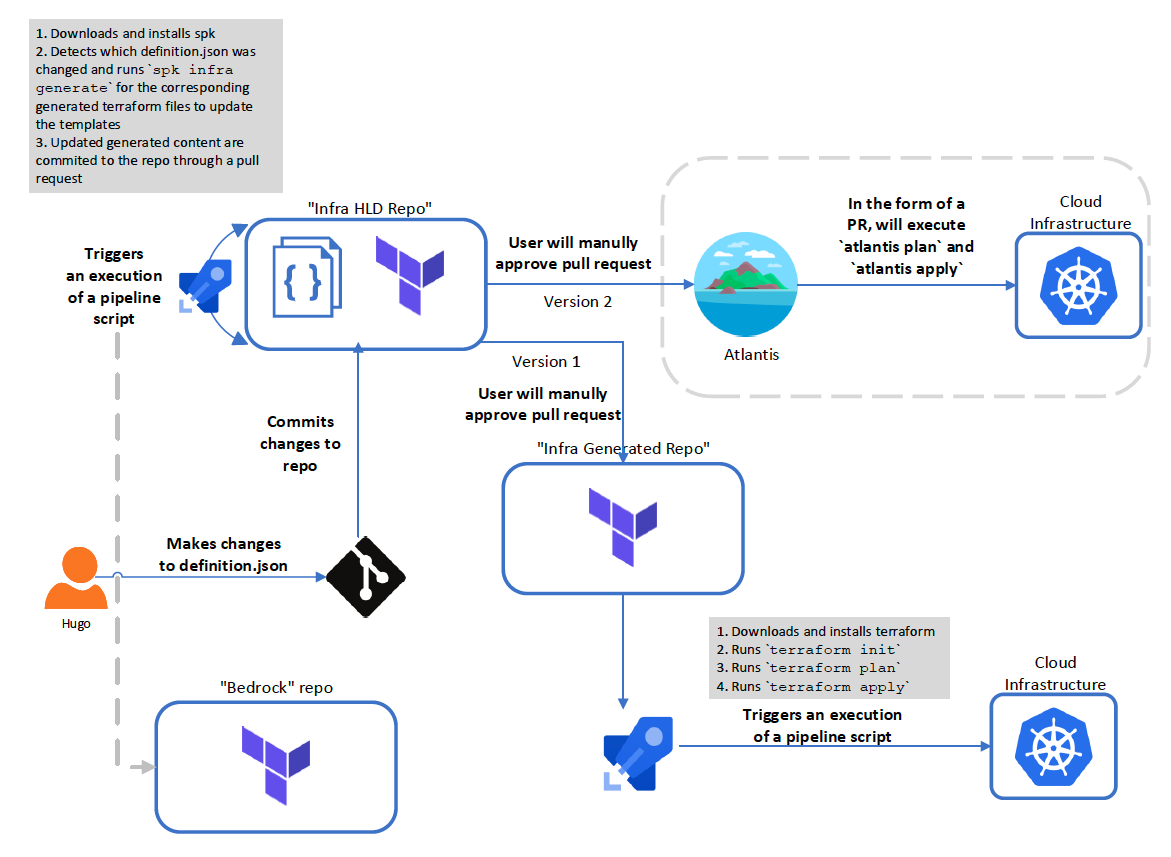 1. Downloads and installs spk
2. Detects which definition.json was
changed and runs `spk infra
generate` for the corresponding
generated terraform files to update
the templates
3. Updated generated content are
commited to the repo through a pull
request
"Infra HLD Repo"
Triggers
an execution
of a pipeline
script
User will manully
approve pull request
Version 2
Atlantis
In the form of a
PR, will execute
`atlantis plan` and
`atlantis apply`
Cloud
Infrastructure
Version 1
User will manully
approve pull request
Commits
changes to
repo
"Infra Generated Repo"
Makes changes
to definition.json
Hugo
1. Downloads and installs terraform
2. Runs `terraform init`
3. Runs `terraform plan`
4. Runs `terraform apply`
Triggers an execution
of a pipeline script
Cloud
Infrastructure
"Bedrock" repo